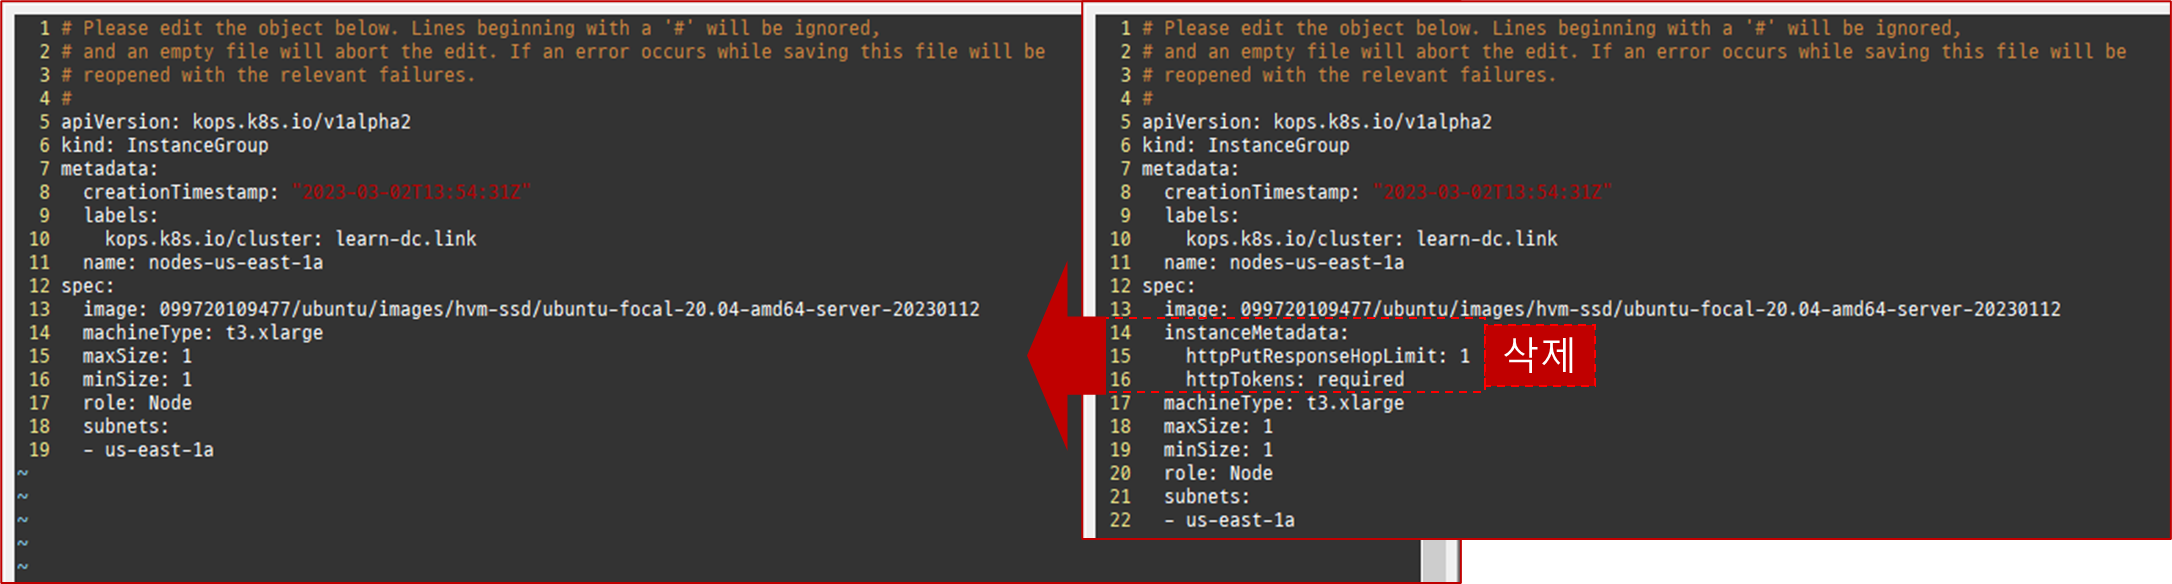 1 # Please edit the object below. Lines beginning with a '#' will be ignored,
2 # and an empty file will abort the edit. If an error occurs while saving this file will be
3 # reopened with the relevant failures.
4 #
5 apiVersion: kops.k8s.io/v1alpha2
6 kind: InstanceGroup
7 metadata:
8   creationTimestamp: "2023-03-02T13:54:31Z"
9   labels:
10     kops.k8s.io/cluster: learn-dc.link
11   name: nodes-us-east-1a
12 spec:
13   image: 099720109477/ubuntu/images/hvm-ssd/ubuntu-focal-20.04-amd64-server-20230112
14   machineType: t3.xlarge
15   maxSize: 1
16   minSize: 1
17   role: Node
18   subnets:
19   - us-east-1a
~
~
~
~
~
1 # Please edit the object below. Lines beginning with a '#' will be ignored,
2 # and an empty file will abort the edit. If an error occurs while saving this file will be
3 # reopened with the relevant failures.
4 #
5 apiVersion: kops.k8s.io/v1alpha2
6 kind: InstanceGroup
7 metadata:
8   creationTimestamp: "2023-03-02T13:54:31Z"
9   labels:
10     kops.k8s.io/cluster: learn-dc.link
11   name: nodes-us-east-1a
12 spec:
13   image: 099720109477/ubuntu/images/hvm-ssd/ubuntu-focal-20.04-amd64-server-20230112
14   instanceMetadata:
15     httpPutResponseHopLimit: 1
16     httpTokens: required
삭제
17   machineType: t3.xlarge
18   maxSize: 1
19   minSize: 1
20   role: Node
21   subnets:
22   - us-east-1a